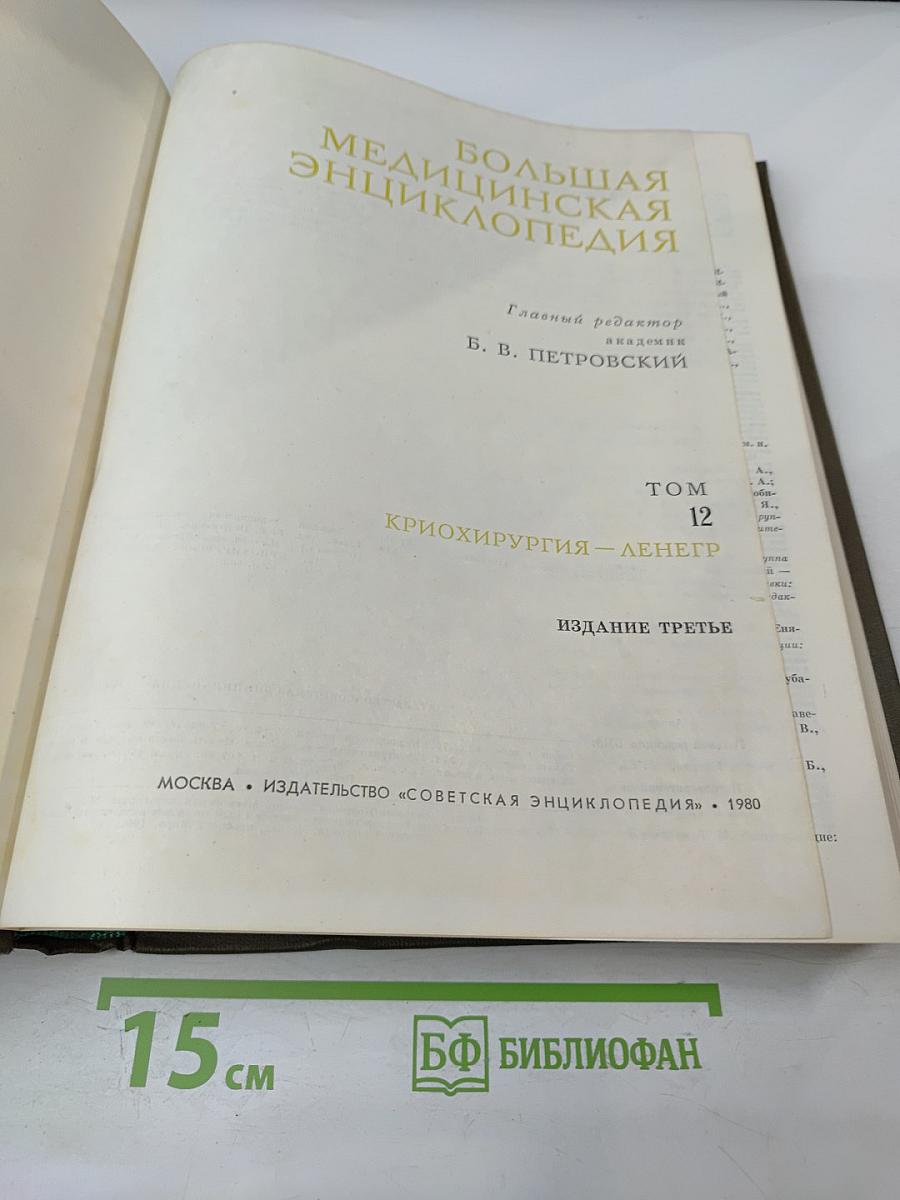 БОЛЬШАЯ
МЕДИЦИНСКАЯ
ЭНЦИКЛОПЕДИЯ
Главный редактор
академик
Б. В. ПЕТРОВСКИЙ
ТОМ
12
КРИОХИРУРГИЯ — ЛЕНЕГР
ИЗДАНИЕ ТРЕТЬЕ
МОСКВА • ИЗДАТЕЛЬСТВО «СОВЕТСКАЯ ЭНЦИКЛОПЕДИЯ» • 1980
15 см
БФ БИБЛИОФАН